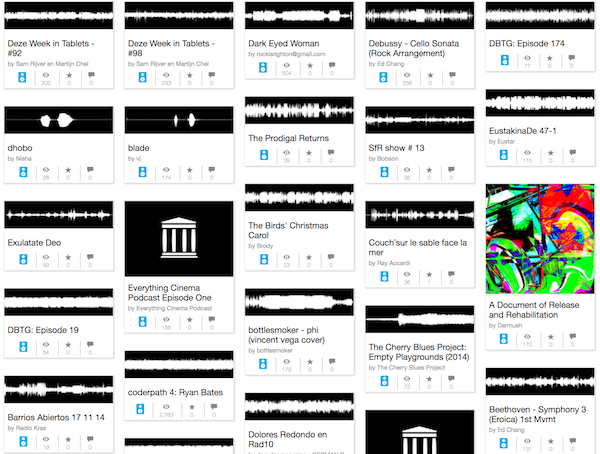 Deze Week in Tablets -
#92
by Sam Rijver en Martijn Chel
203
0
0
dhobo
by Nisha
28
0
0
Exulatate Deo
59
0
0
DBTG: Episode 19
54
0
0
Barrios Abiertos 17 11 14
by Radio Kras
19
0
0
Deze Week in Tablets -
#98
by Sam Rijver en Martijn Chel
233
0
0
blade
by vj
174
0
0
Everything Cinema
Podcast Episode One
by Everything Cinema Podcast
155
0
0
coderpath 4: Ryan Bates
2,760
0
0
Dark Eyed Woman
by rockisrighton@gmail.com
504
0
0
The Prodigal Returns
39
0
0
The Birds' Christmas
Carol
by Brody
23
0
0
bottlesmoker - phi
(vincent vega cover)
by bottlesmoker
179
0
0
Dolores Redondo en
Rad10
Debussy - Cello Sonata
(Rock Arrangement)
by Ed Chang
258
0
0
SfR show # 13
by Bobson
35
0
0
Couch¨sur le sable face la
mer
by Ray Accardi
36
1
0
The Cherry Blues Project:
Empty Playgrounds (2014)
by The Cherry Blues Project
73
0
0
DBTG: Episode 174
77
0
0
EustakinaDe 47-1
by Eustar
112
0
0
A Document of Release
and Rehabilitation
by Darmush
170
0
0
Beethoven - Symphony 3
(Eroica) 1st Mvmt
by Ed Chang
131
0
0